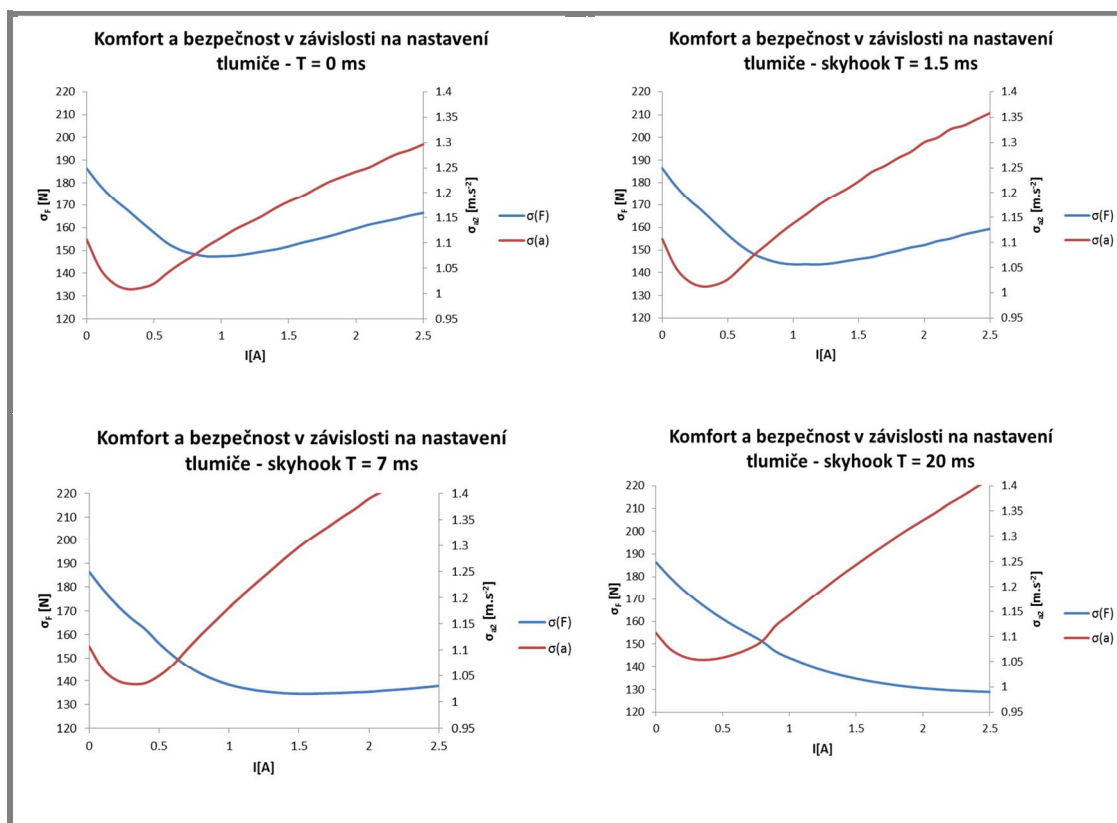 Komfort a bezpečnost v závislosti na nastavení
tlumiče - T = 0 ms
220
210
200
190
180
170
160
150
140
130
120
σF [N]
1.4
1.35
1.3
1.25
1.2
1.15
1.1
1.05
1
0.95
σa2 [m.s-2]
σ(F)
σ(a)
0 0.5 1 1.5 2 2.5
I[A]
Komfort a bezpečnost v závislosti na nastavení
tlumiče - skyhook T = 1.5 ms
220
210
200
190
180
170
160
150
140
130
120
σF [N]
1.4
1.35
1.3
1.25
1.2
1.15
1.1
1.05
1
0.95
σa2 [m.s-2]
σ(F)
σ(a)
0 0.5 1 1.5 2 2.5
I[A]
Komfort a bezpečnost v závislosti na nastavení
tlumiče - skyhook T = 7 ms
220
210
200
190
180
170
160
150
140
130
120
σF [N]
1.4
1.35
1.3
1.25
1.2
1.15
1.1
1.05
1
0.95
σa2 [m.s-2]
σ(F)
σ(a)
0 0.5 1 1.5 2 2.5
I[A]
Komfort a bezpečnost v závislosti na nastavení
tlumiče - skyhook T = 20 ms
220
210
200
190
180
170
160
150
140
130
120
σF [N]
1.4
1.35
1.3
1.25
1.2
1.15
1.1
1.05
1
0.95
σa2 [m.s-2]
σ(F)
σ(a)
0 0.5 1 1.5 2 2.5
I[A]